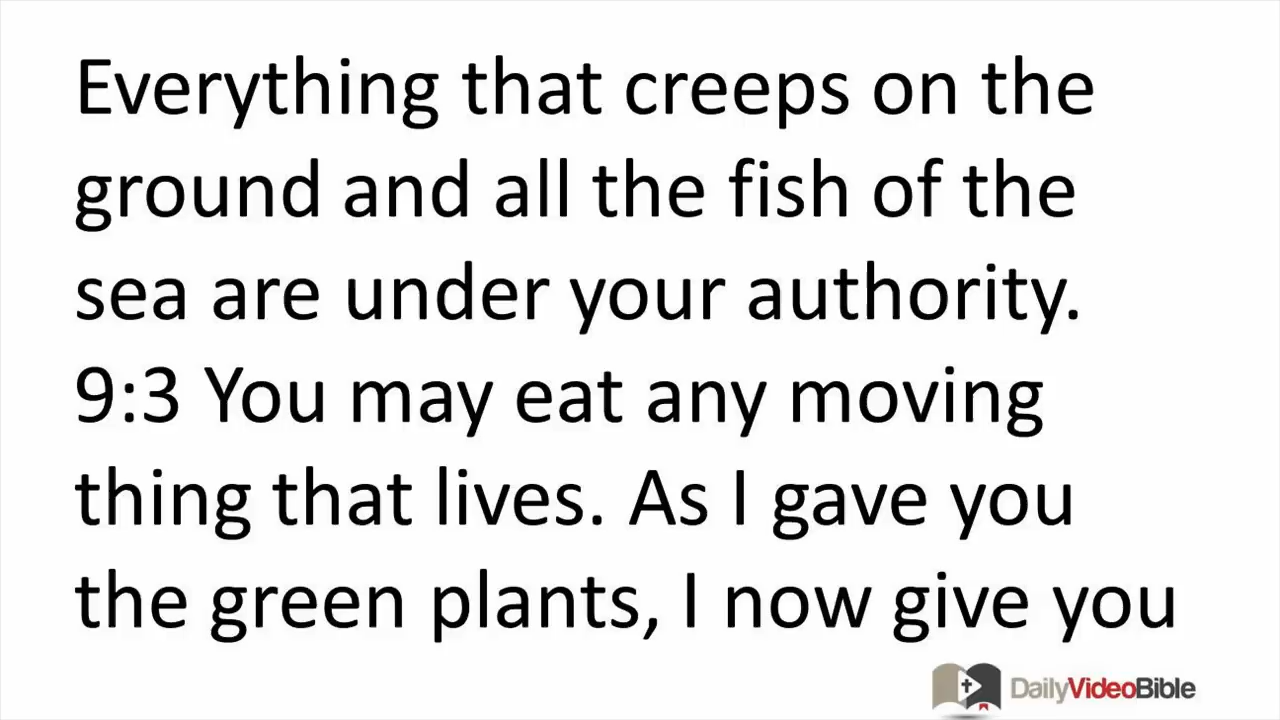 Everything that creeps on the
ground and all the fish of the
sea are under your authority.
9:3 You may eat any moving
thing that lives. As I gave you
the green plants, I now give you
DailyVideoBible